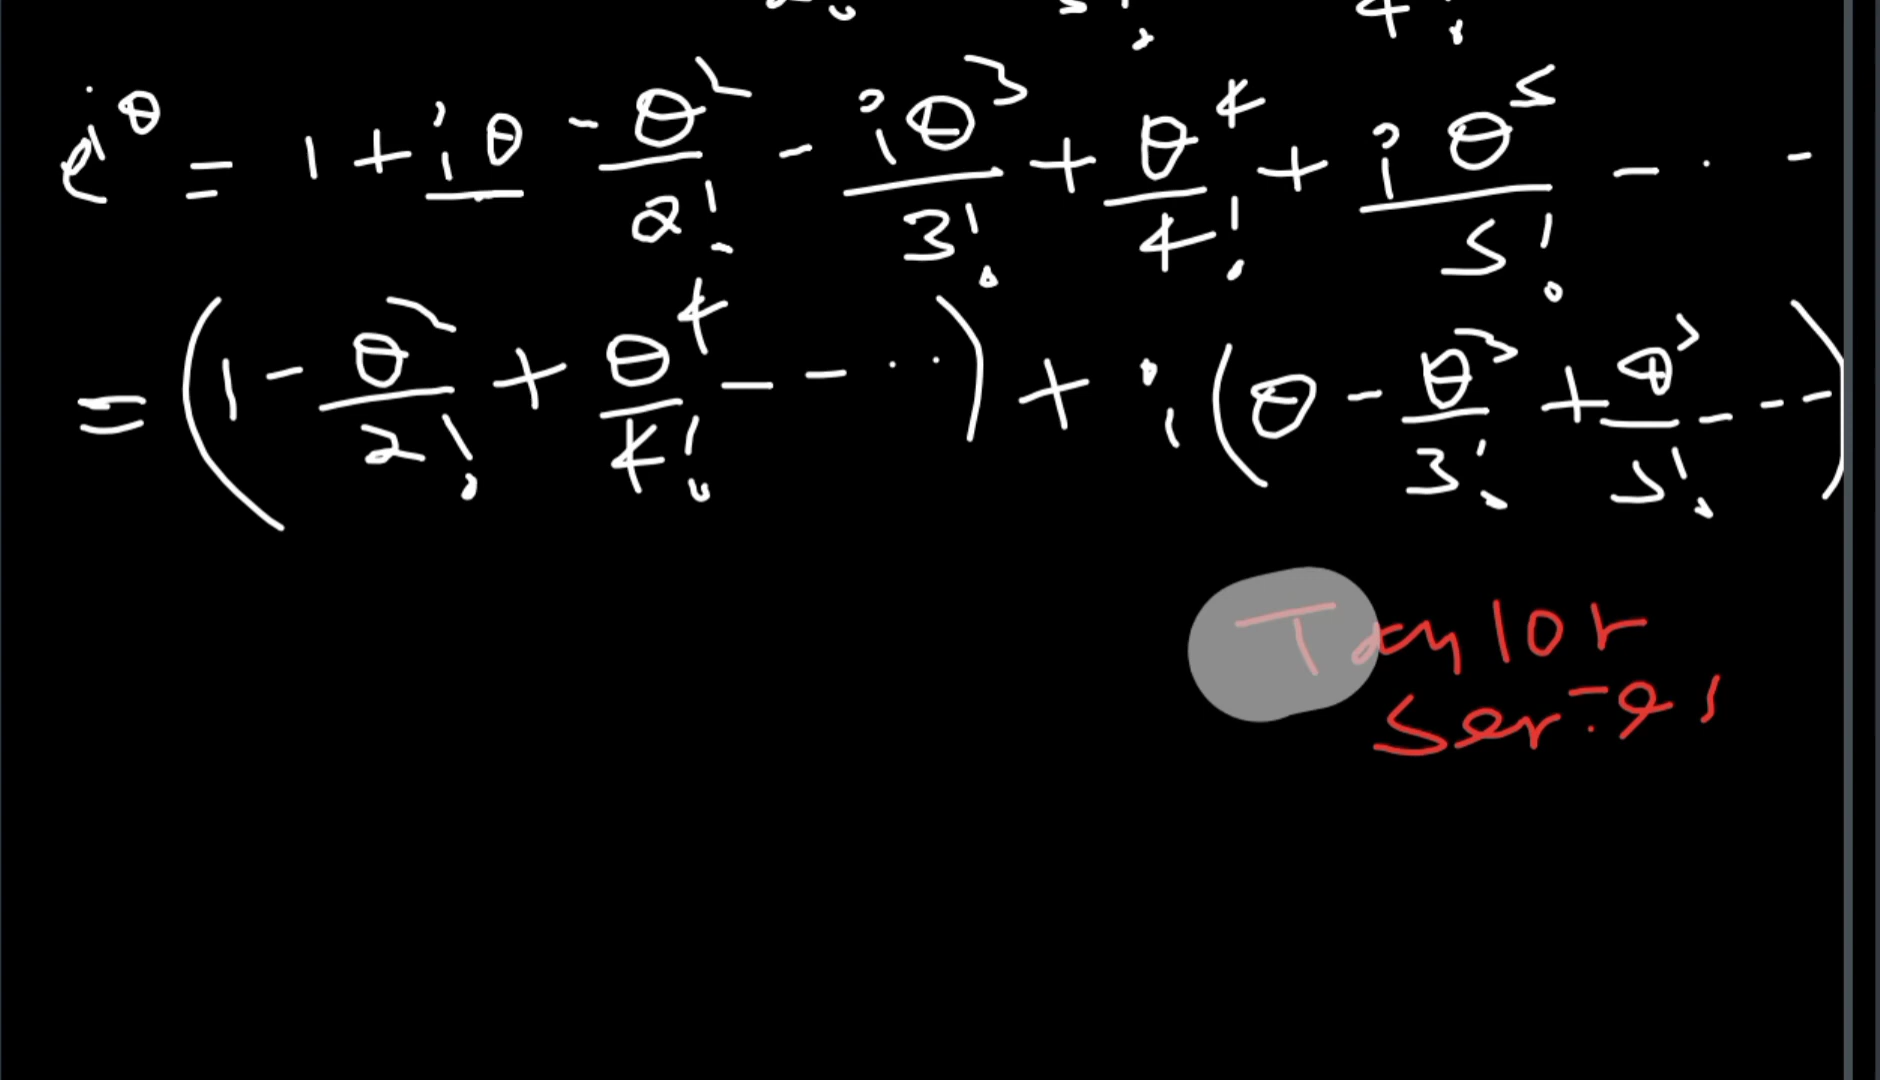 e^{iθ} = 1 + iθ - θ²/2! - iθ³/3! + θ⁴/4! + iθ⁵/5! - . -
= (1 - θ²/2! + θ⁴/4! - - ..) + i(θ - θ³/3! + θ⁵/5! - - -)
Taylor
series